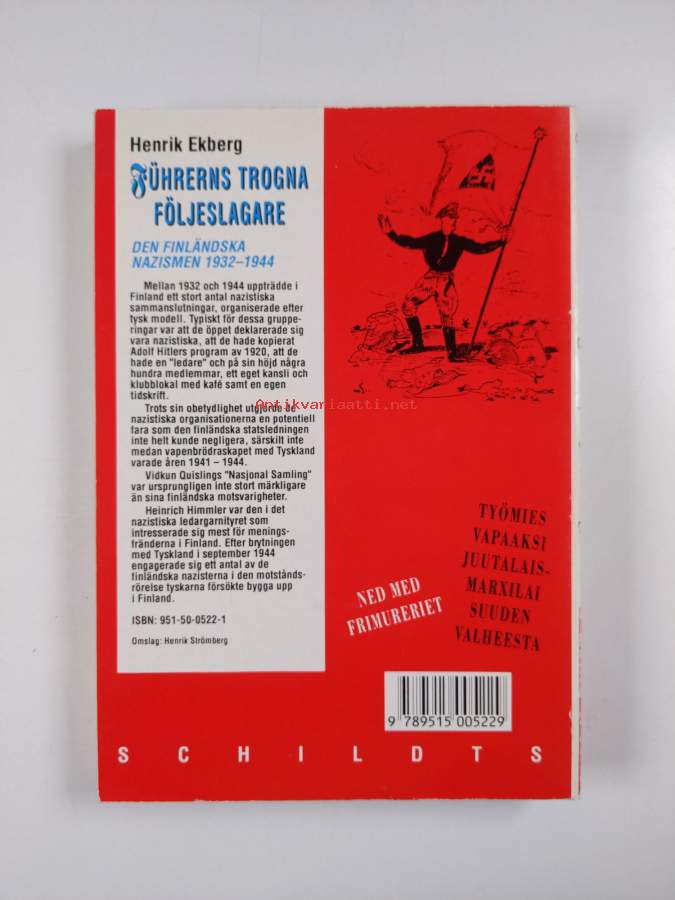 Henrik Ekberg
FÜHRERNS TROGNA
FÖLJESLAGARE
DEN FINLÄNDSKA
NAZISMEN 1932–1944
Mellan 1932 och 1944 uppträdde i
Finland ett stort antal nazistiska
sammanslutningar, organiserade efter
tysk modell. Typiskt för dessa gruppe-
ringar var att de öppet deklarerade sig
vara nazistiska, att de hade kopierat
Adolf Hitlers program av 1920, att de
hade en "ledare" och på sin höjd några
hundra medlemmar, ett eget kansli och
klubblokal med kafé samt en egen
tidskrift.
Trots sin obetydlighet utgjorde de
nazistiska organisationerna en potentiell
fara som den finländska statsledningen
inte helt kunde negligera, särskilt inte
medan vapenbrödraskapet med Tyskland
varade åren 1941 – 1944.
Vidkun Quislings "Nasjonal Samling"
var ursprungligen inte stort märkligare
än sina finländska motsvarigheter.
Heinrich Himmler var den i det
nazistiska ledargarnityret som
intresserade sig mest för menings-
fränderna i Finland. Efter brytningen
med Tyskland i september 1944
engagerade sig ett antal av de
finländska nazisterna i den motstånds-
rörelse tyskarna försökte bygga upp
i Finland.
ISBN: 951-50-0522-1
Omslag: Henrik Strömberg
Antikvariaatti.net
NED MED
FRIMURERIET
TYÖMIES
VAPAAKSI
JUUTALAIS-
MARXILAI
SUUDEN
VALHEESTA
9 789515 005229
SCHILDTS